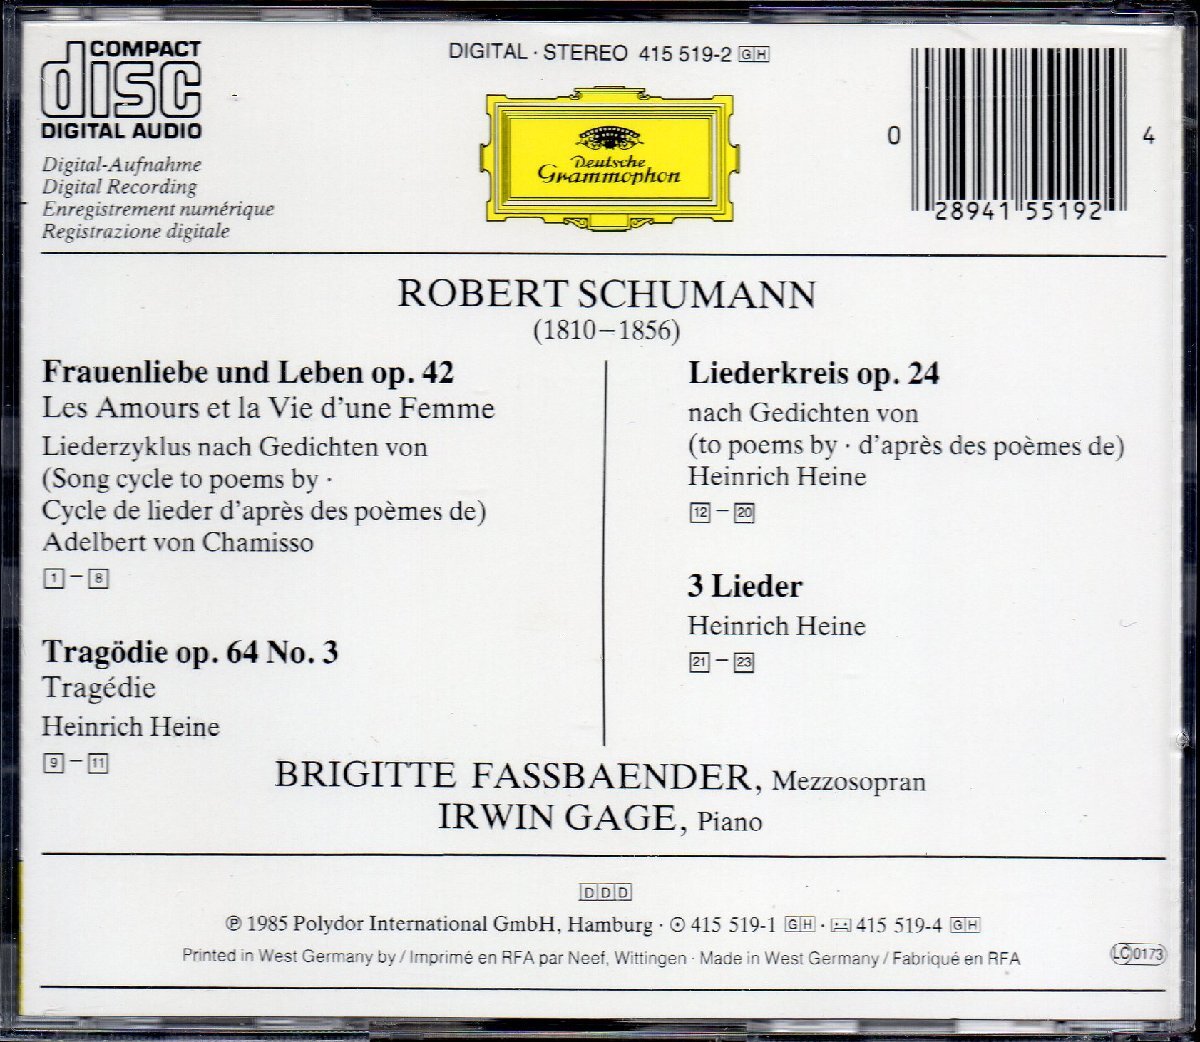 COMPACT
disc
DIGITAL AUDIO
Digital-Aufnahme
Digital Recording
Enregistrement numérique
Registrazione digitale
DIGITAL · STEREO 415 519-2 GH
Deutsche
Grammophon
0 28941 55192 4
ROBERT SCHUMANN
(1810–1856)
Frauenliebe und Leben op. 42
Les Amours et la Vie d'une Femme
Liederzyklus nach Gedichten von
(Song cycle to poems by ·
Cycle de lieder d'après des poèmes de)
Adelbert von Chamisso
1 – 8
Tragödie op. 64 No. 3
Tragédie
Heinrich Heine
9 – 11
Liederkreis op. 24
nach Gedichten von
(to poems by · d'après des poèmes de)
Heinrich Heine
12 – 20
3 Lieder
Heinrich Heine
21 – 23
BRIGITTE FASSBAENDER, Mezzosopran
IRWIN GAGE, Piano
DDD
℗ 1985 Polydor International GmbH, Hamburg · 415 519-1 GH · 415 519-4 GH
Printed in West Germany by / Imprimé en RFA par Neef, Wittingen · Made in West Germany / Fabriqué en RFA
LC 0173